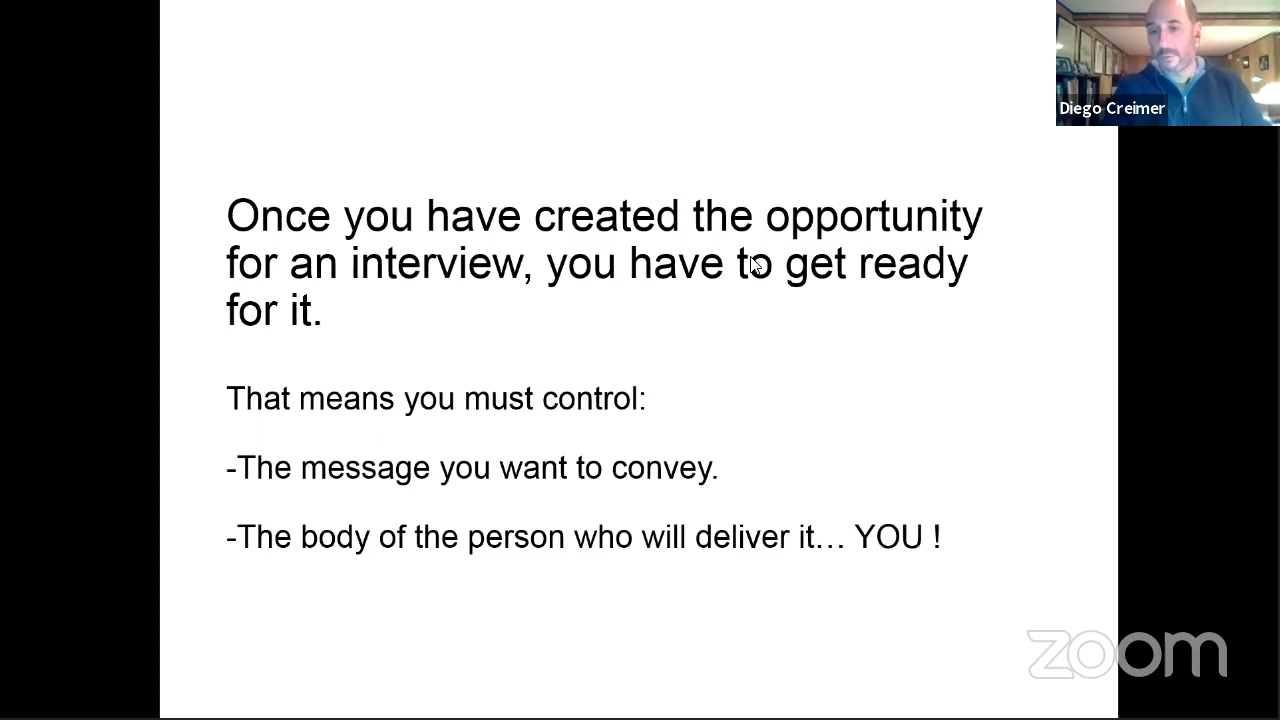 Diego Creimer
Once you have created the opportunity
for an interview, you have to get ready
for it.
That means you must control:
-The message you want to convey.
-The body of the person who will deliver it… YOU !
zoom